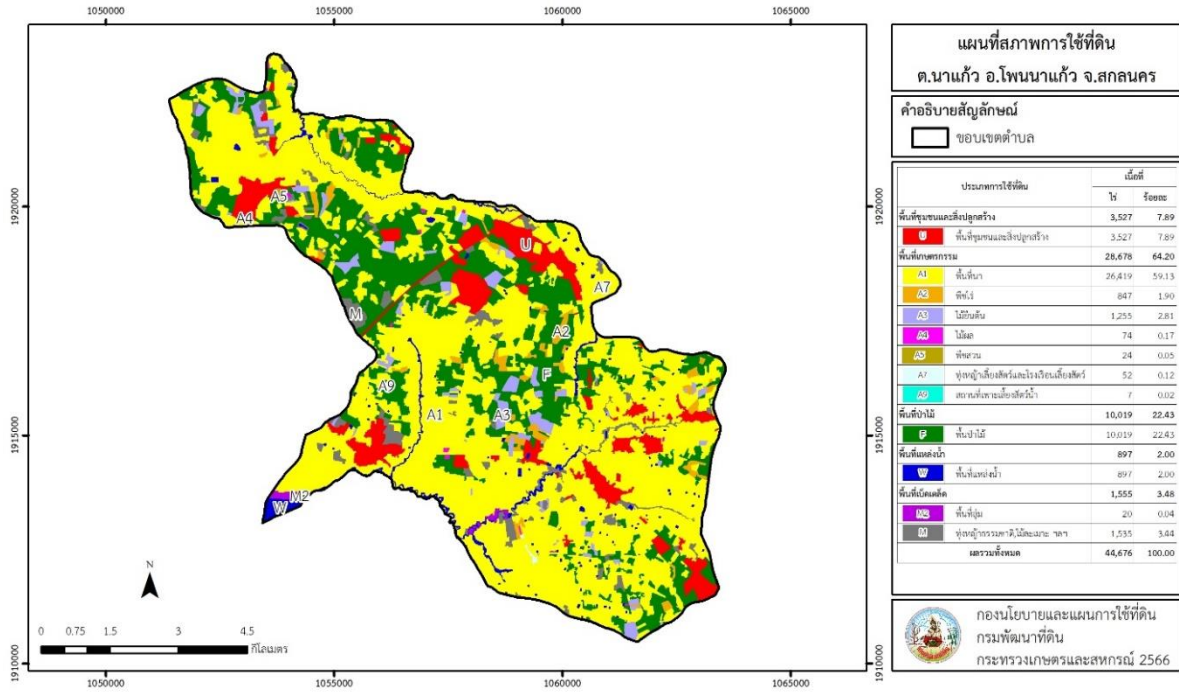 1050000 1055000 1060000 1065000
1920000 1920000
1915000 1915000
1910000 1910000
A5
A4
U
A7
M
A2
F
A9
A1
A3
M2
W
N
0 0.75 1.5 3 4.5
กิโลเมตร
1050000 1055000 1060000 1065000
แผนที่สภาพการใช้ที่ดิน
ต.นาแก้ว อ.โพนนาแก้ว จ.สกลนคร
คำอธิบายสัญลักษณ์
ขอบเขตตำบล
ประเภทการใช้ที่ดิน เนื้อที่
ไร่ ร้อยละ
พื้นที่ชุมชนและสิ่งปลูกสร้าง 3,527 7.89
U พื้นที่ชุมชนและสิ่งปลูกสร้าง 3,527 7.89
พื้นที่เกษตรกรรม 28,678 64.20
A1 พื้นที่นา 26,419 59.13
A2 พืชไร่ 847 1.90
A3 ไม้ยืนต้น 1,255 2.81
A4 ไม้ผล 74 0.17
A5 พืชสวน 24 0.05
A7 ทุ่งหญ้าเลี้ยงสัตว์และโรงเรือนเลี้ยงสัตว์ 52 0.12
A9 สถานที่เพาะเลี้ยงสัตว์น้ำ 7 0.02
พื้นที่ป่าไม้ 10,019 22.43
F พื้นป่าไม้ 10,019 22.43
พื้นที่แหล่งน้ำ 897 2.00
W พื้นที่แหล่งน้ำ 897 2.00
พื้นที่เบ็ดเตล็ด 1,555 3.48
M2 พื้นที่ลุ่ม 20 0.04
M ทุ่งหญ้าธรรมชาติ,ไม้ละเมาะ ฯลฯ 1,535 3.44
ผลรวมทั้งหมด 44,676 100.00
กองนโยบายและแผนการใช้ที่ดิน
กรมพัฒนาที่ดิน
กระทรวงเกษตรและสหกรณ์ 2566